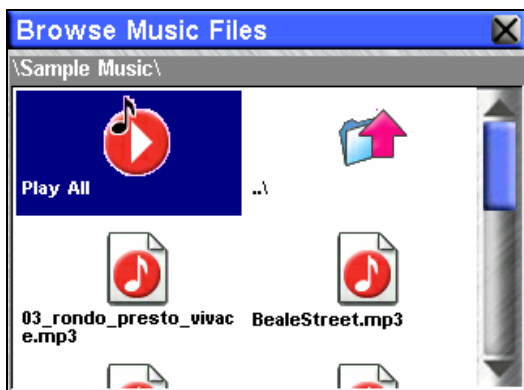 Browse Music Files
\Sample Music\
Play All
..\
03_rondo_presto_vivac
e.mp3
BealeStreet.mp3